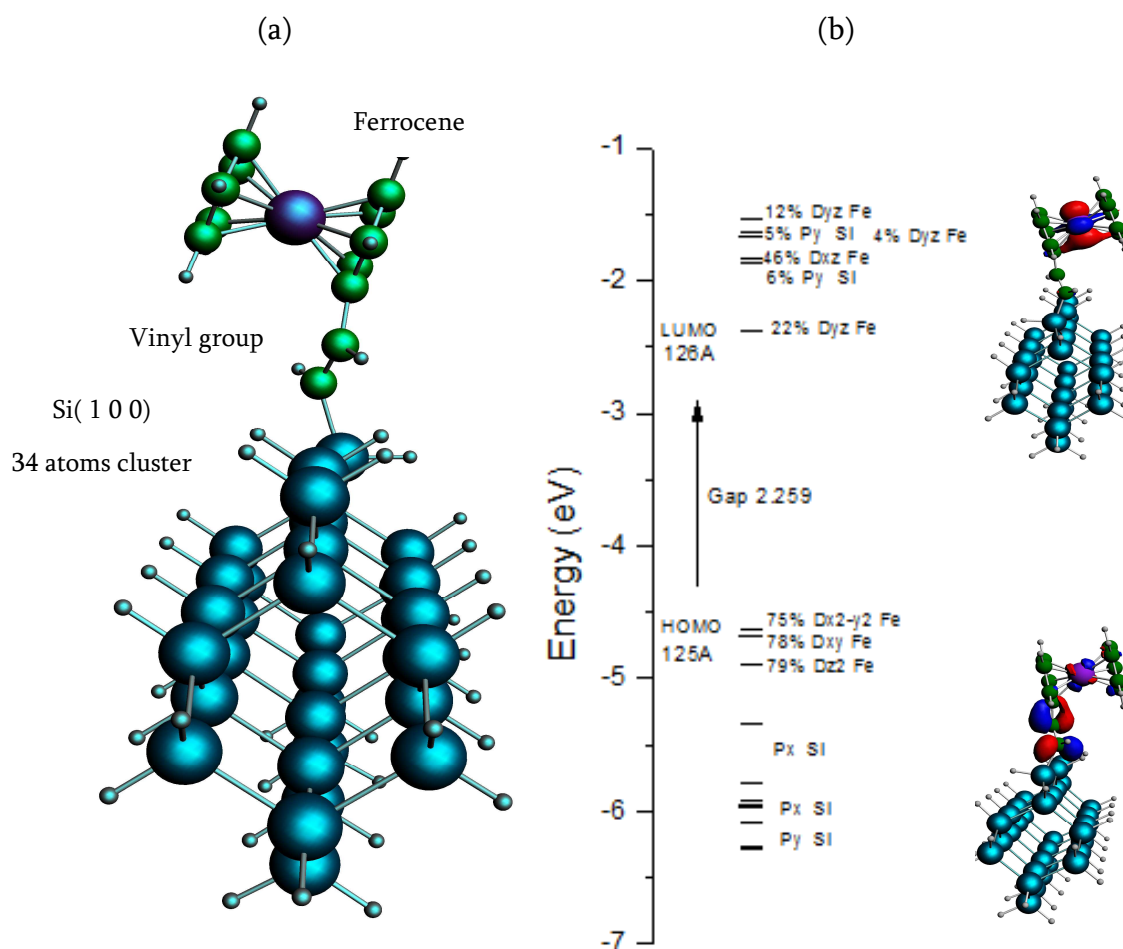 (a)
(b)
Ferrocene
Vinyl group
Si( 1 0 0)
34 atoms cluster
Energy (eV)
-1
-2
-3
-4
-5
-6
-7
12% Dyz Fe
5% Py SI 4% Dyz Fe
46% Dxz Fe
6% Py SI
LUMO
126A
22% Dyz Fe
Gap 2.259
HOMO
125A
75% Dx2-y2 Fe
78% Dxy Fe
79% Dz2 Fe
Px SI
Px SI
Py SI